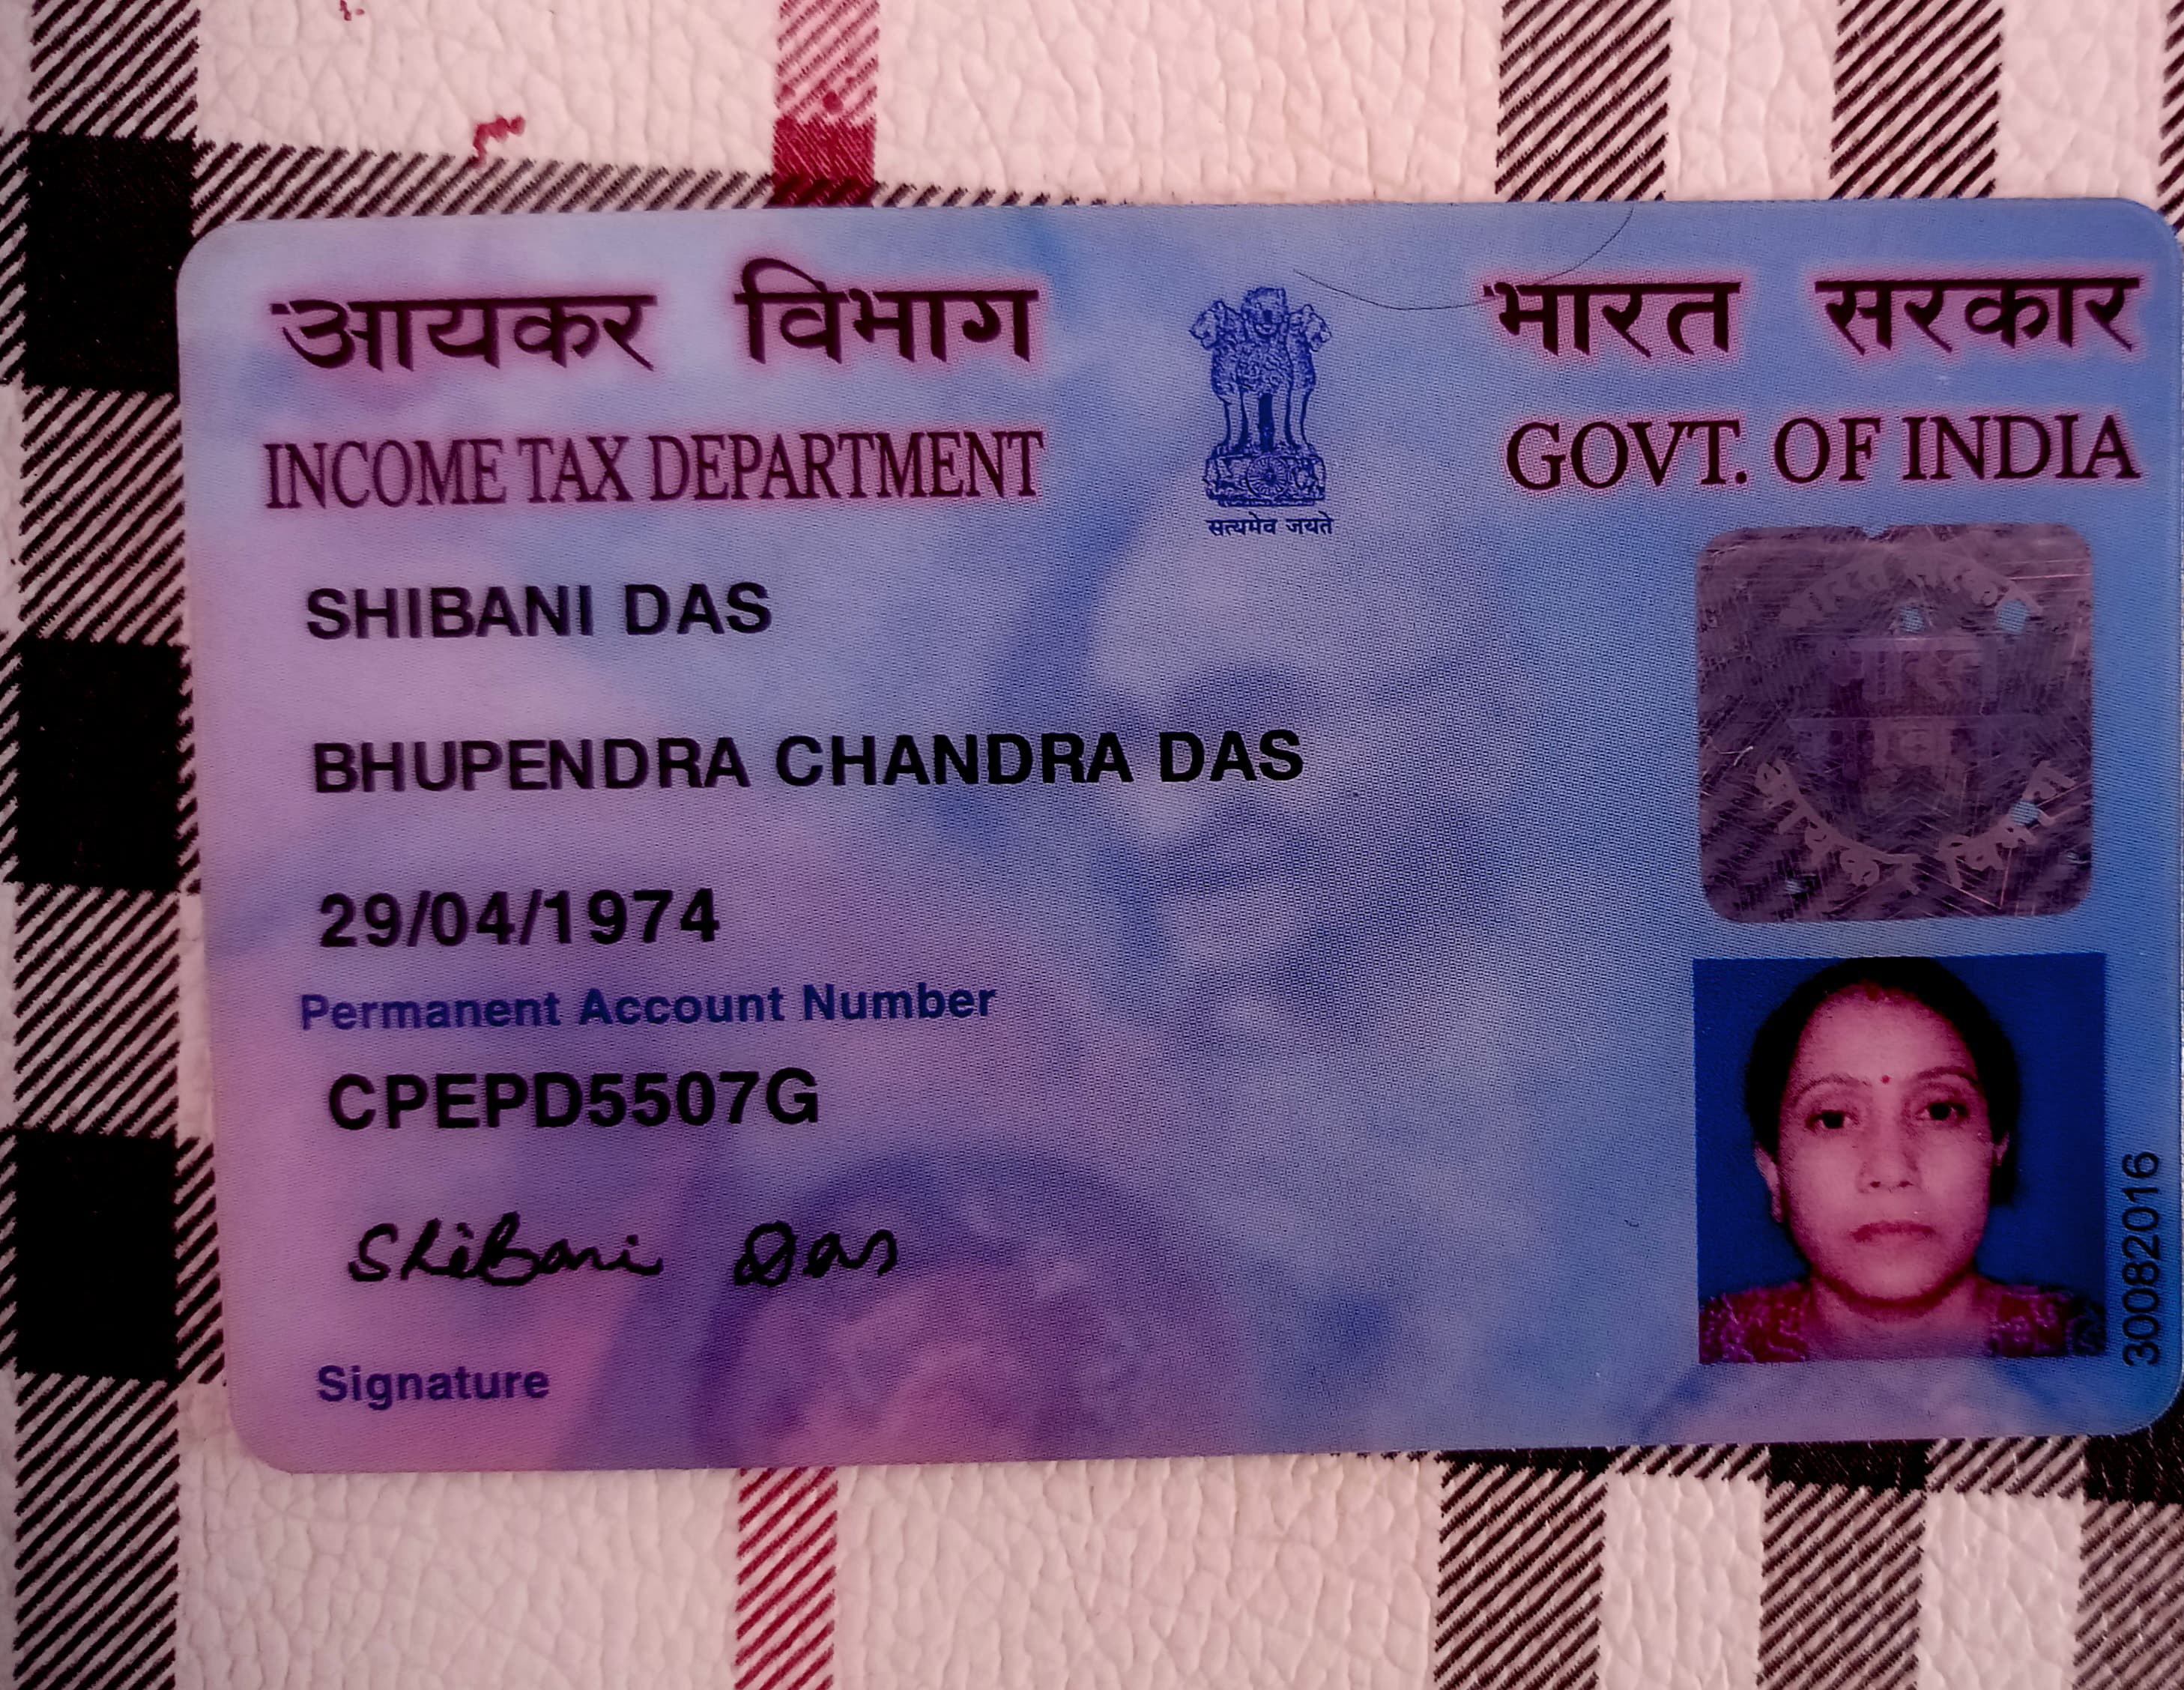 आयकर विभाग
भारत सरकार
INCOME TAX DEPARTMENT
GOVT. OF INDIA
सत्यमेव जयते
SHIBANI DAS
BHUPENDRA CHANDRA DAS
29/04/1974
Permanent Account Number
CPEPD5507G
ShiBani Das
Signature
30082016